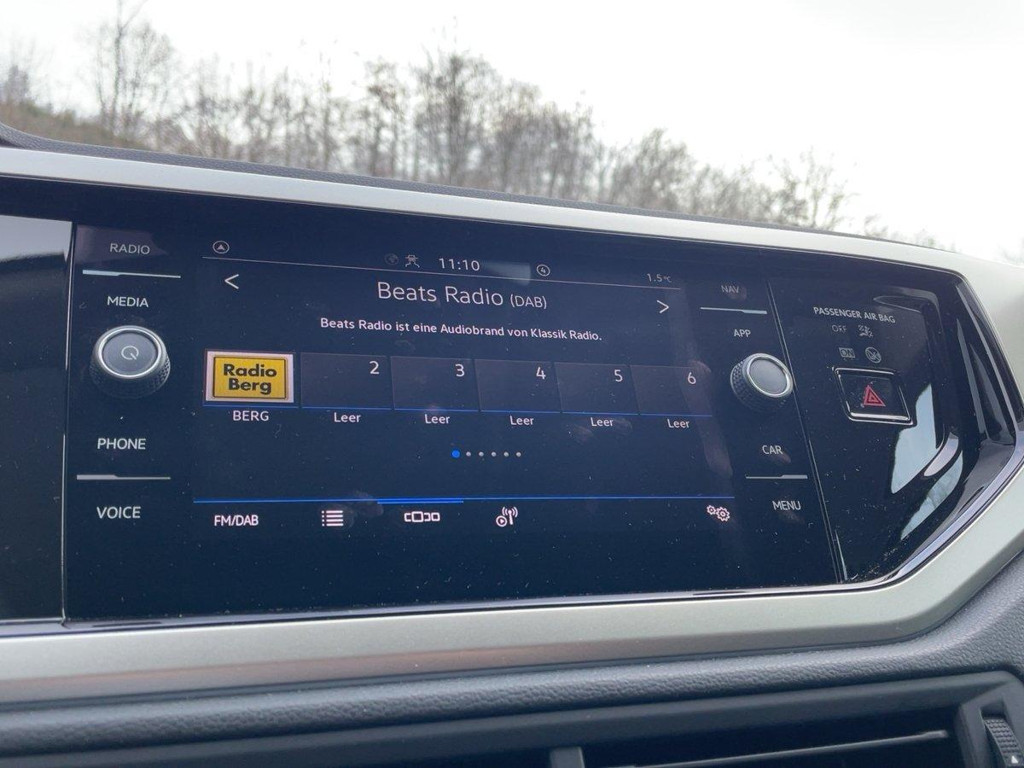 RADIO
MEDIA
PHONE
VOICE
11:10
4
1.5°C
< Beats Radio (DAB) >
Beats Radio ist eine Audiobrand von Klassik Radio.
Radio Berg
2 3 4 5 6
BERG Leer Leer Leer Leer Leer
FM/DAB
NAV
APP
CAR
MENU
PASSENGER AIR BAG
OFF
ON